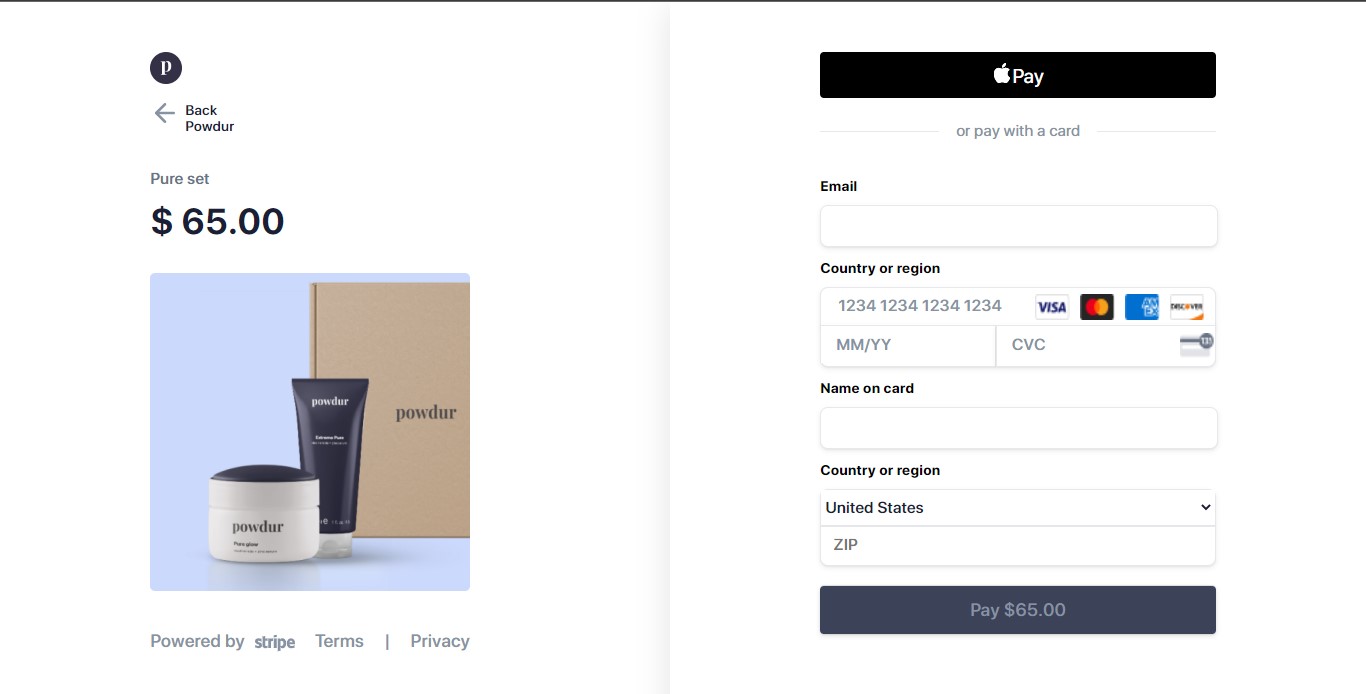 p
Back
Powdur
Pure set
$ 65.00
powdur
Extreme Pure
powdur
powdur
Pure glow
Powered by stripe Terms | Privacy
Pay
or pay with a card
Email
Country or region
1234 1234 1234 1234 VISA AM EX DISCOVER
MM/YY CVC
Name on card
Country or region
United States
ZIP
Pay $65.00